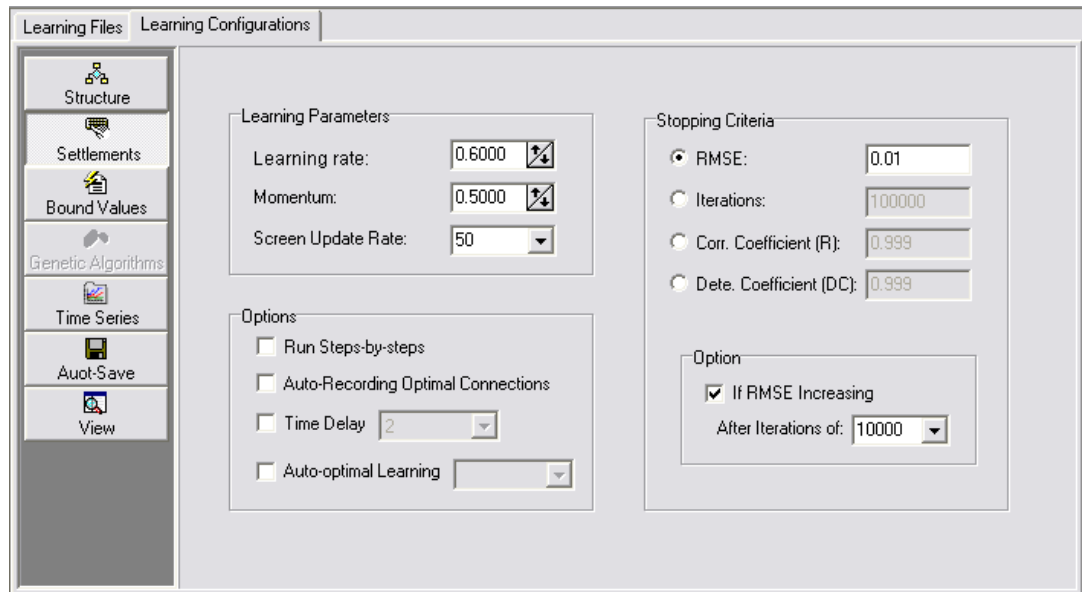 Learning Files Learning Configurations
Structure
Settlements
Bound Values
Genetic Algorithms
Time Series
Auot-Save
View
Learning Parameters
Learning rate: 0.6000
Momentum: 0.5000
Screen Update Rate: 50
Options
Run Steps-by-steps
Auto-Recording Optimal Connections
Time Delay 2
Auto-optimal Learning
Stopping Criteria
RMSE: 0.01
Iterations: 100000
Corr. Coefficient (R): 0.999
Dete. Coefficient (DC): 0.999
Option
If RMSE Increasing
After Iterations of: 10000